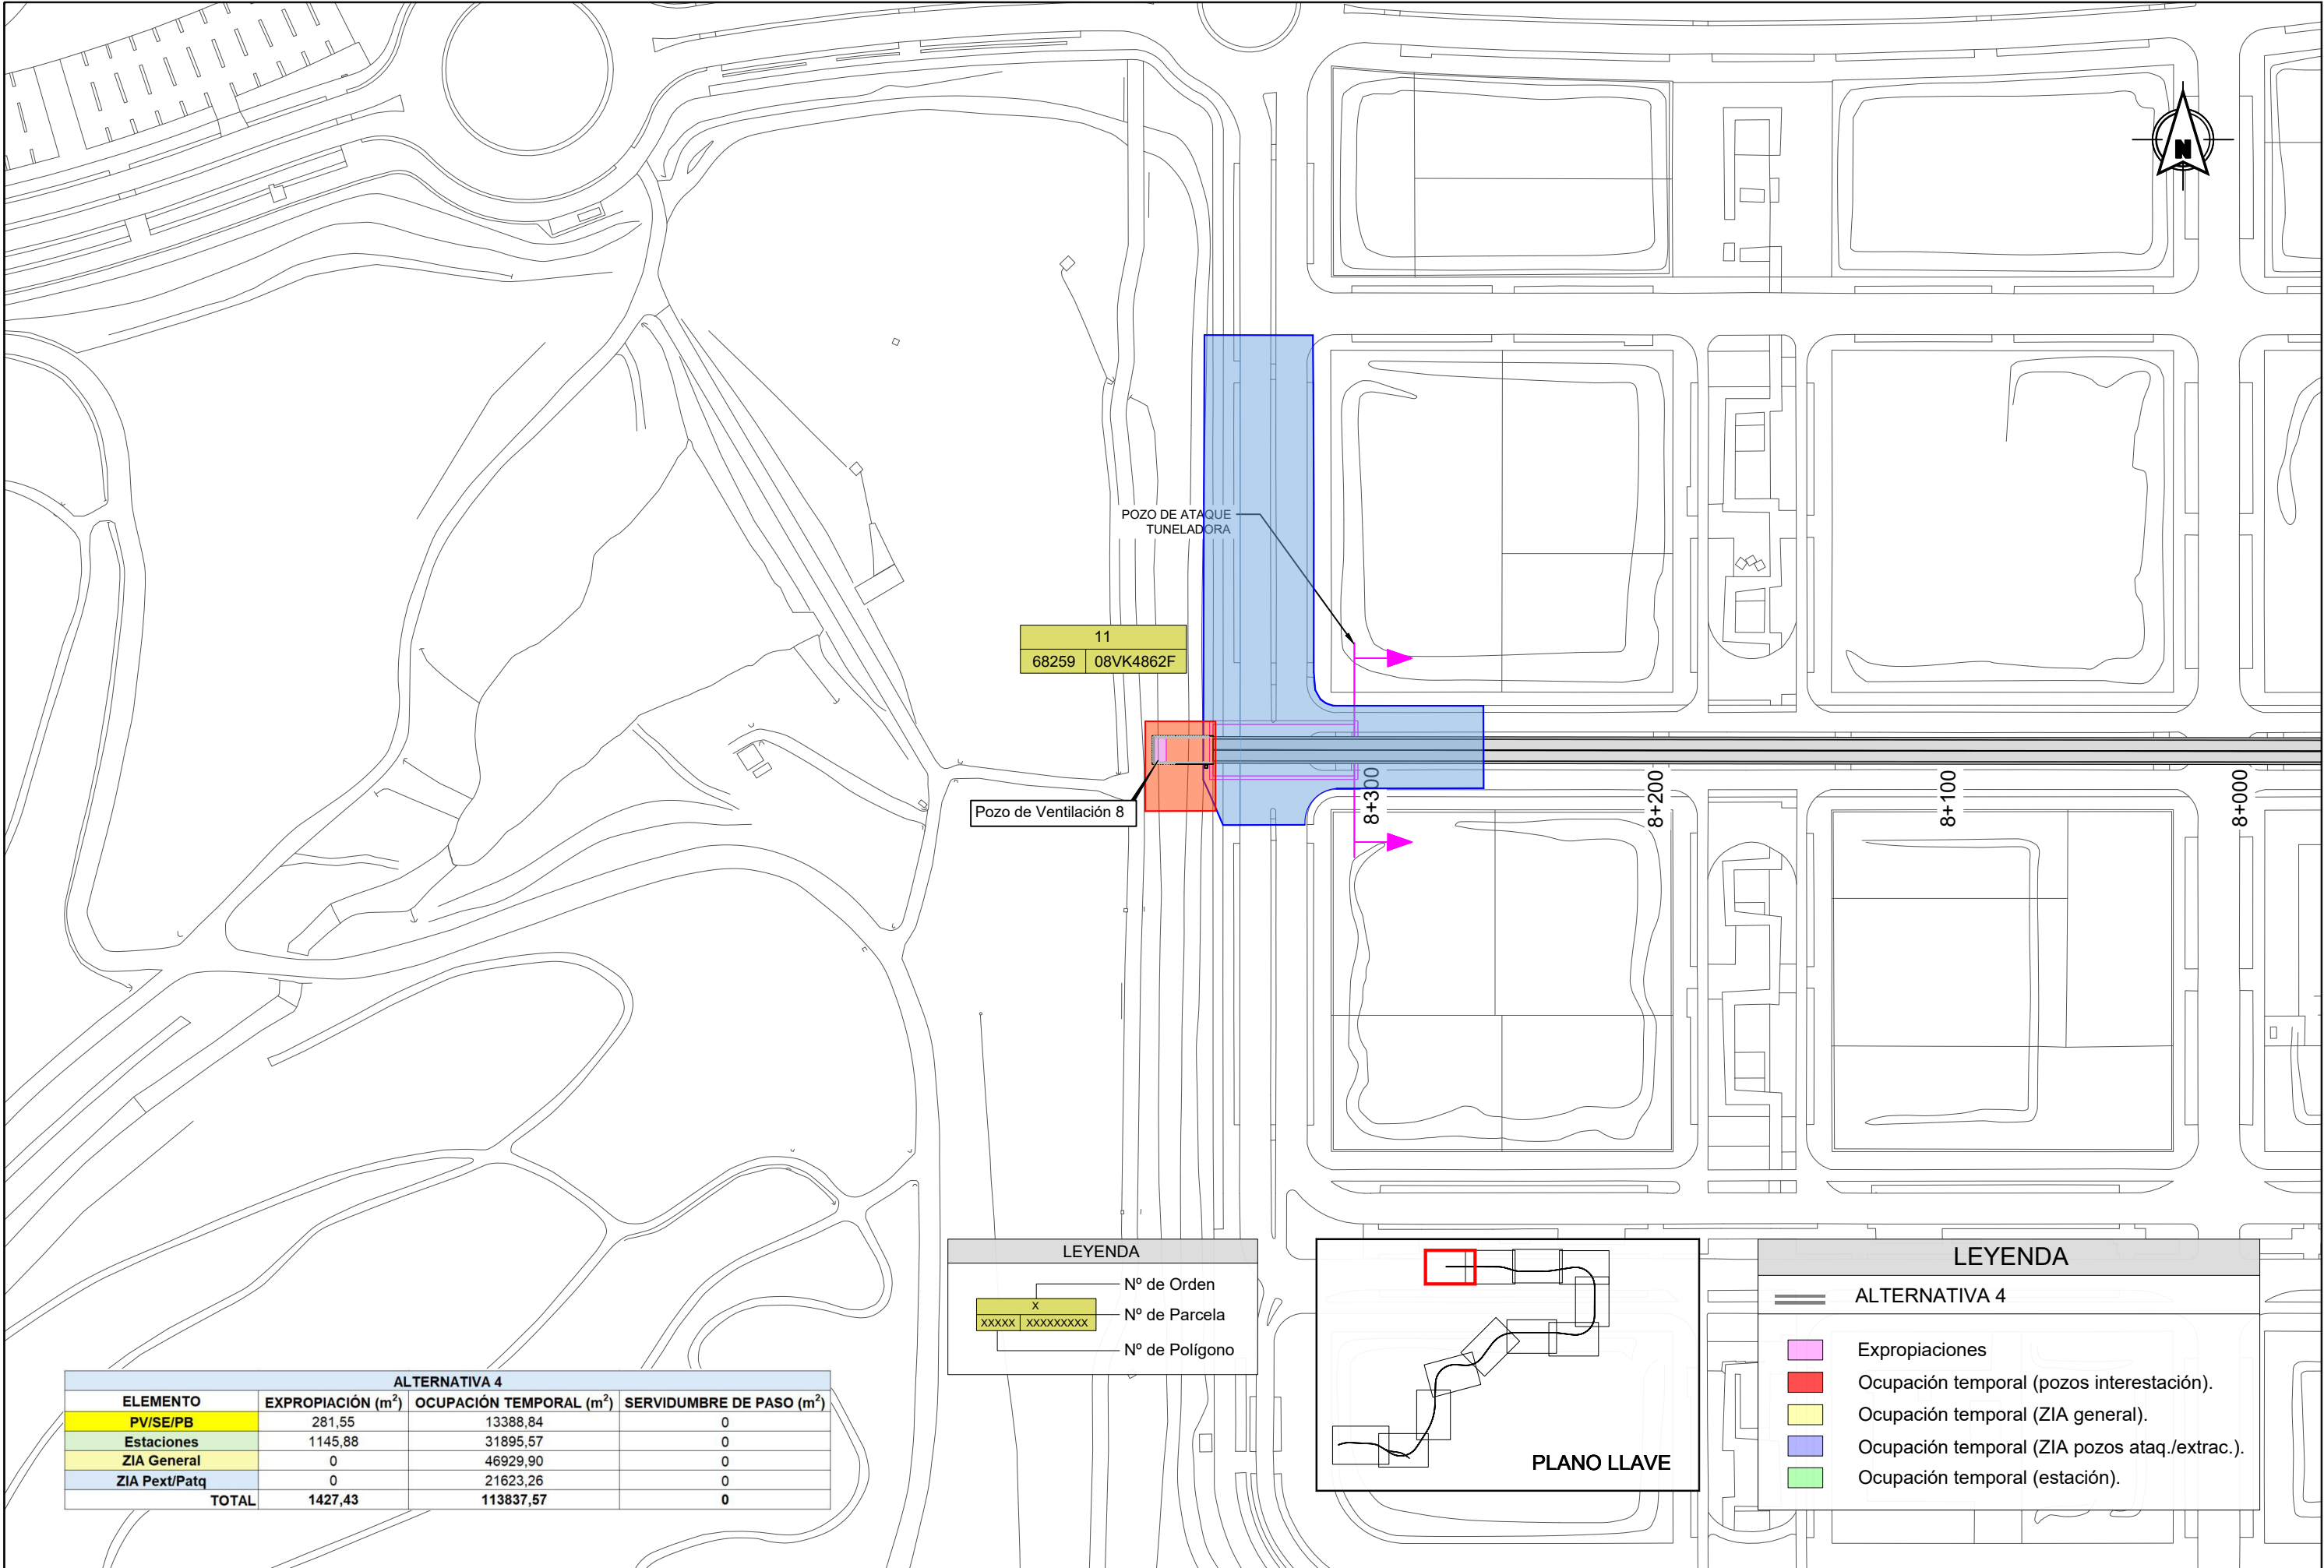 N
POZO DE ATAQUE
TUNELADORA
11
68259 08VK4862F
Pozo de Ventilación 8
8+300
8+200
8+100
8+000
LEYENDA
Nº de Orden
X
XXXXX XXXXXXXXX
Nº de Parcela
Nº de Polígono
PLANO LLAVE
LEYENDA
ALTERNATIVA 4
Expropiaciones
Ocupación temporal (pozos interestación).
Ocupación temporal (ZIA general).
Ocupación temporal (ZIA pozos ataq./extrac.).
Ocupación temporal (estación).
ALTERNATIVA 4
ELEMENTO EXPROPIACIÓN (m²) OCUPACIÓN TEMPORAL (m²) SERVIDUMBRE DE PASO (m²)
PV/SE/PB 281,55 13388,84 0
Estaciones 1145,88 31895,57 0
ZIA General 0 46929,90 0
ZIA Pext/Patq 0 21623,26 0
TOTAL 1427,43 113837,57 0